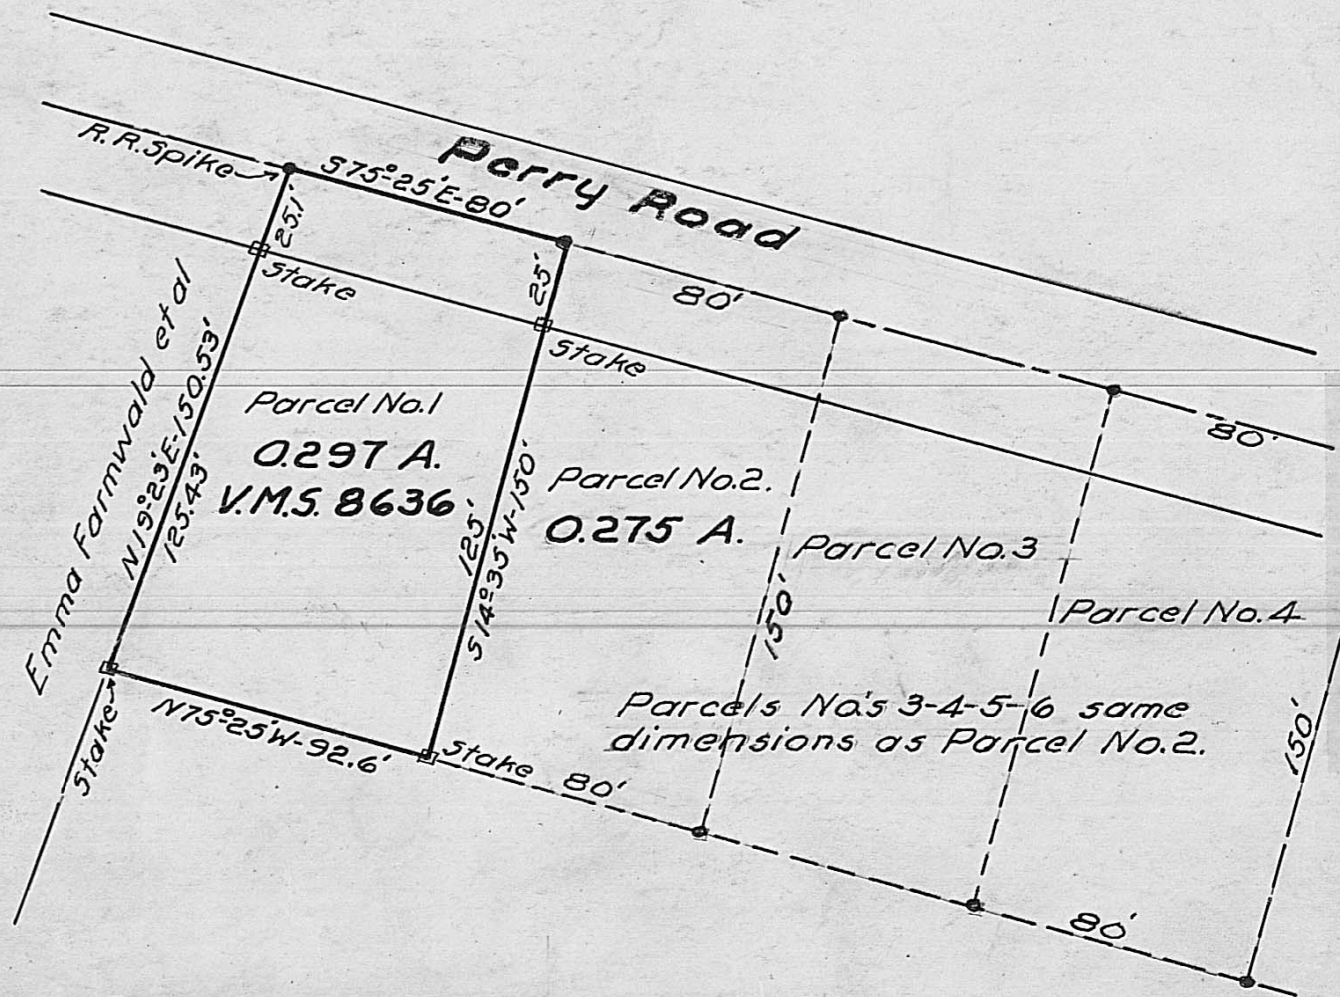 Perry Road
R.R. Spike
S75°25'E-80'
25.1'
Stake
25'
80'
Stake
80'
Emma Farmwald et al
N19°23'E-150.53'
125.43'
Parcel No.1
0.297 A.
V.M.S. 8636
125'
S14°35'W-150'
Parcel No.2.
0.275 A.
Parcel No.3
150'
Parcel No.4
Parcels No's 3-4-5-6 same
dimensions as Parcel No.2.
150'
Stake
N75°25'W-92.6'
Stake
80'
80'